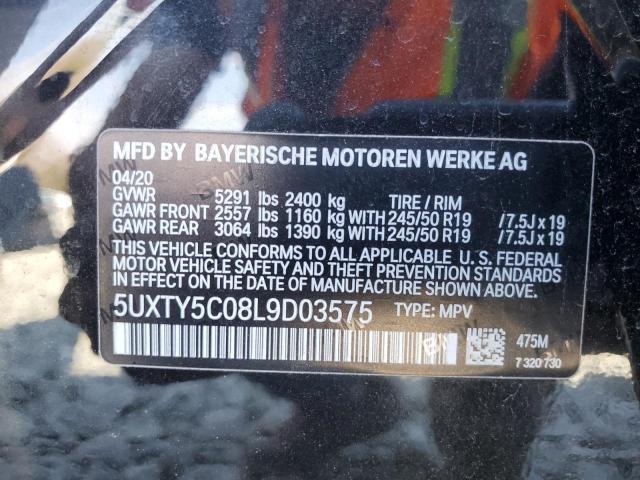 MFD BY BAYERISCHE MOTOREN WERKE AG
04/20
GVWR 5291 lbs 2400 kg TIRE / RIM
GAWR FRONT 2557 lbs 1160 kg WITH 245/50 R19 /7.5J x 19
GAWR REAR 3064 lbs 1390 kg WITH 245/50 R19 /7.5J x 19
THIS VEHICLE CONFORMS TO ALL APPLICABLE U. S. FEDERAL
MOTOR VEHICLE SAFETY AND THEFT PREVENTION STANDARDS
IN EFFECT ON THE DATE OF MANUFACTURE SHOWN ABOVE.
5UXTY5C08L9D03575 TYPE: MPV
475M
7 320 730